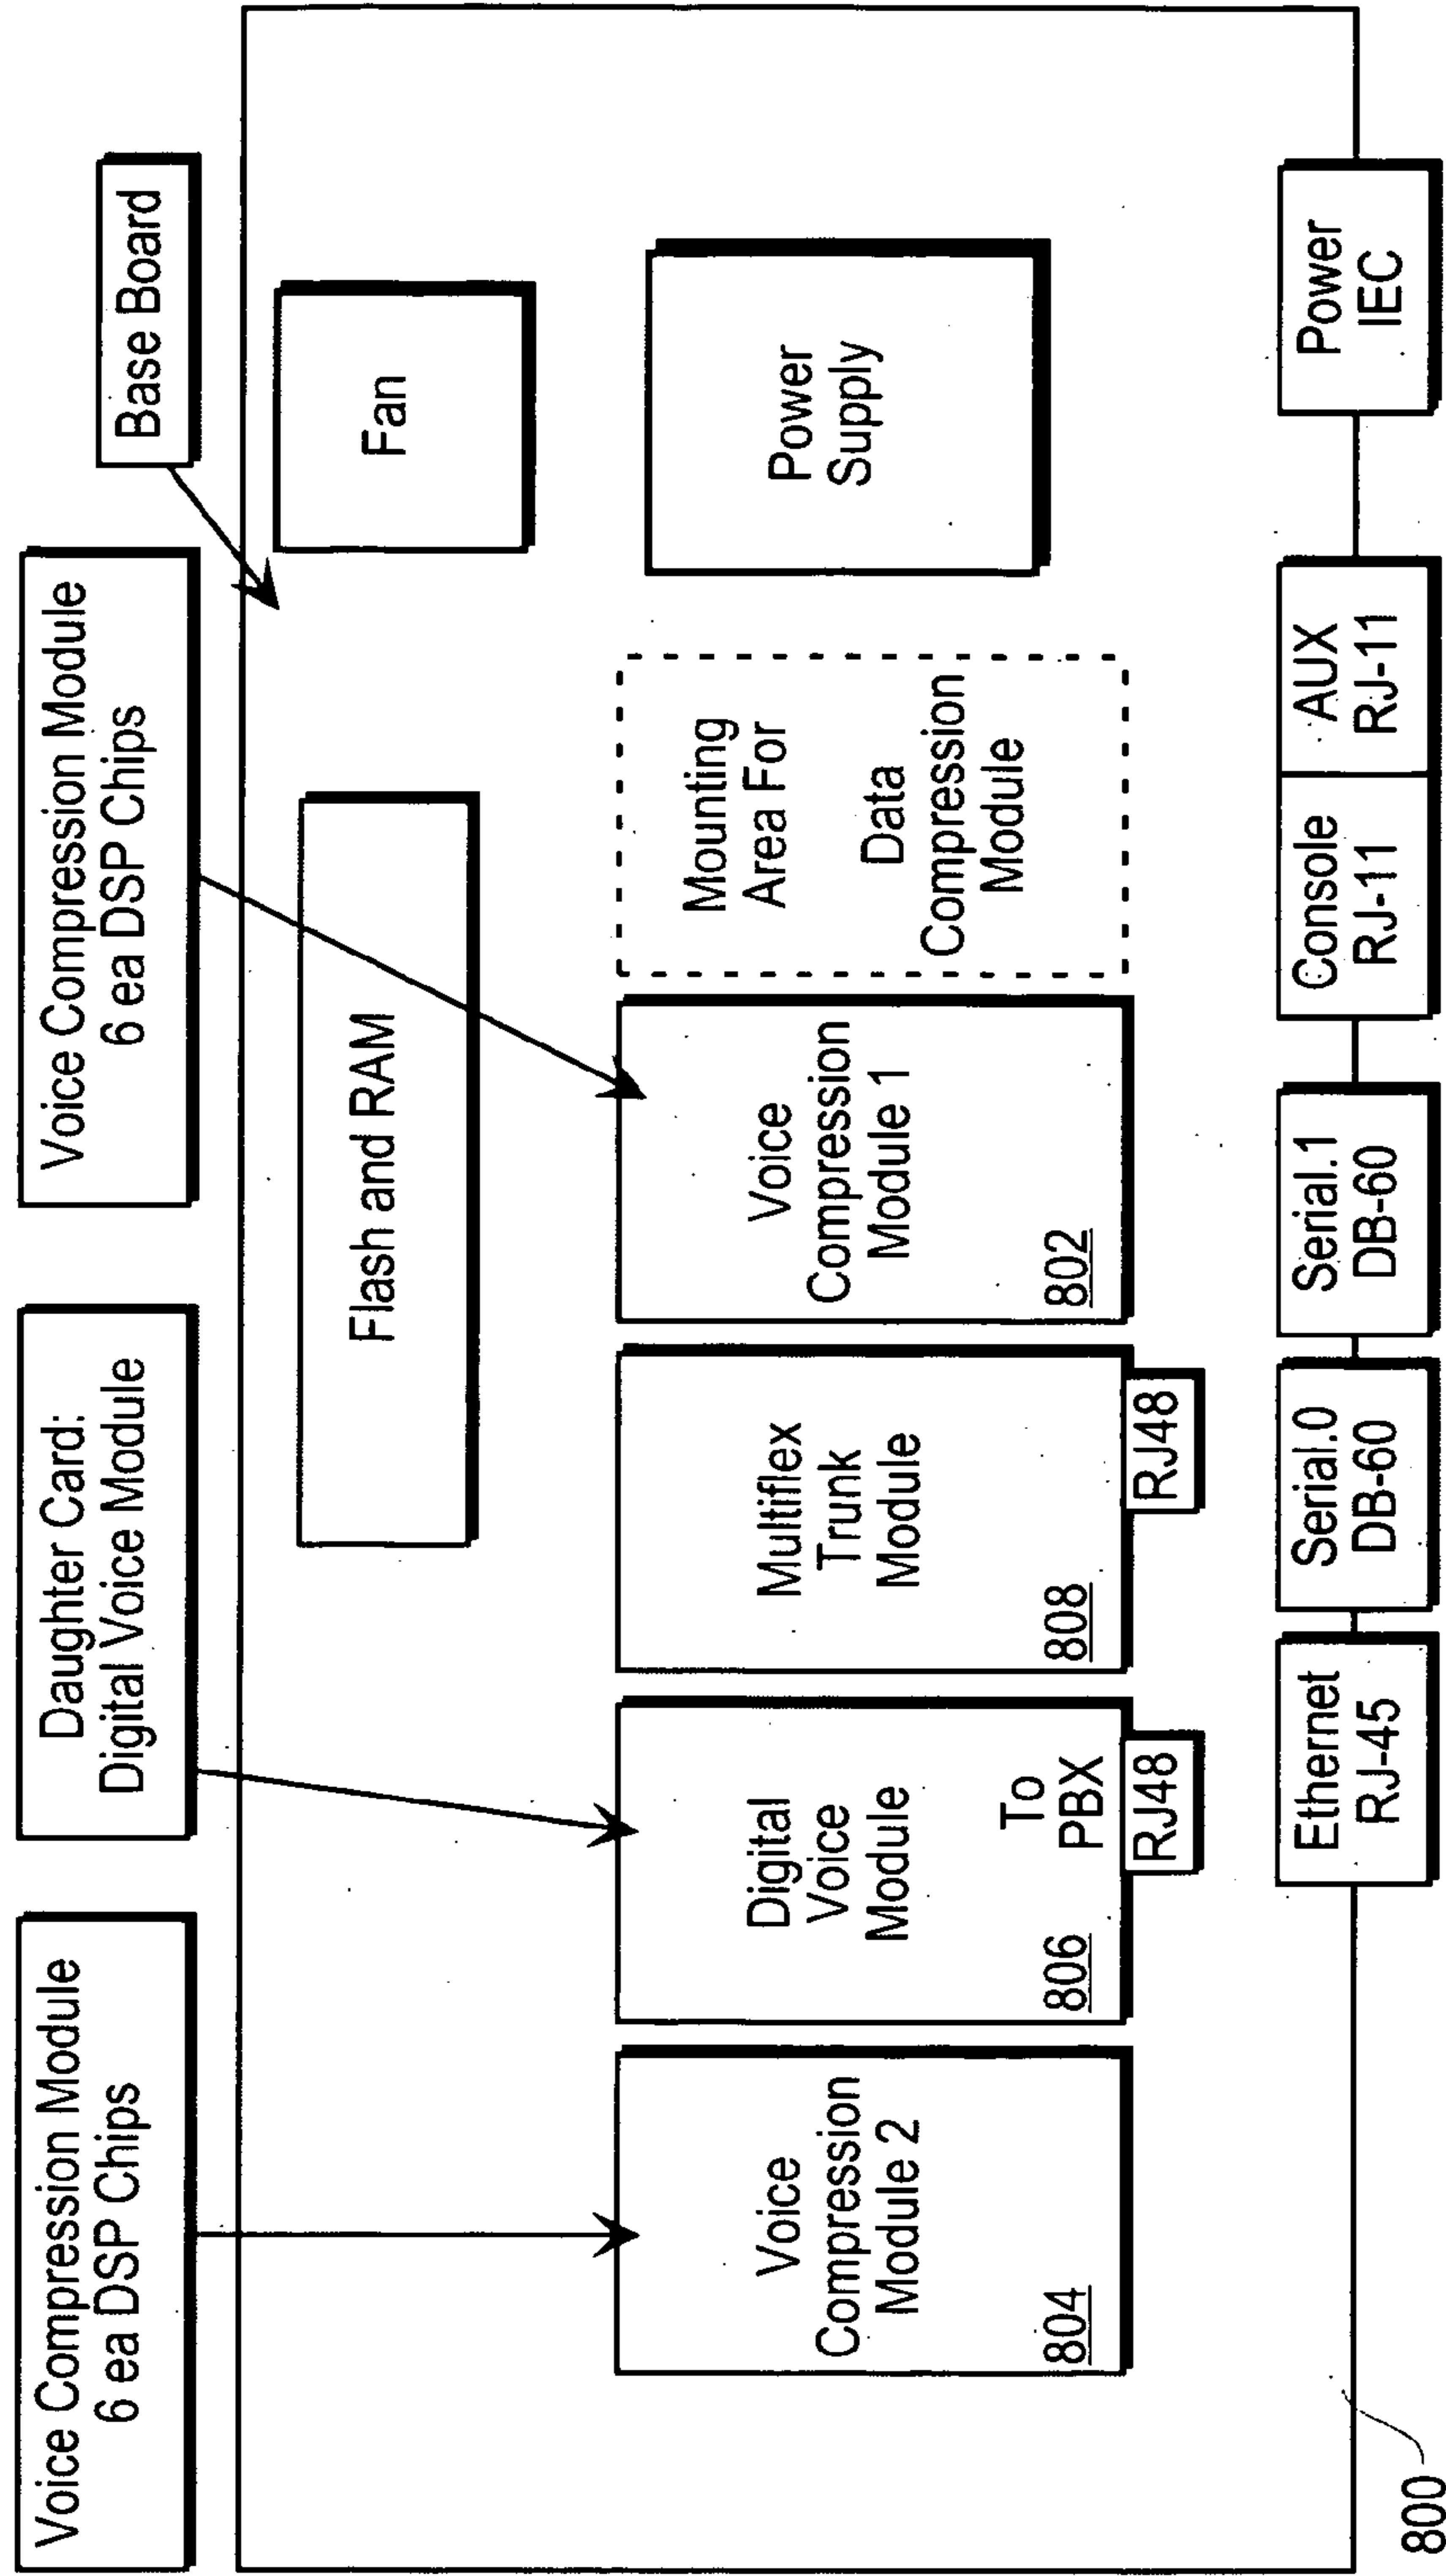 Voice Compression Module
6 ea DSP Chips
Daughter Card:
Digital Voice Module
Voice Compression Module
6 ea DSP Chips
Base Board
Flash and RAM
Fan
Voice
Compression
Module 2
804
Digital
Voice
Module
806
To
PBX
RJ48
Multiflex
Trunk
Module
808
RJ48
Voice
Compression
Module 1
802
Mounting
Area For
Data
Compression
Module
Power
Supply
Ethernet
RJ-45
Serial.0
DB-60
Serial.1
DB-60
Console
RJ-11
AUX
RJ-11
Power
IEC
800